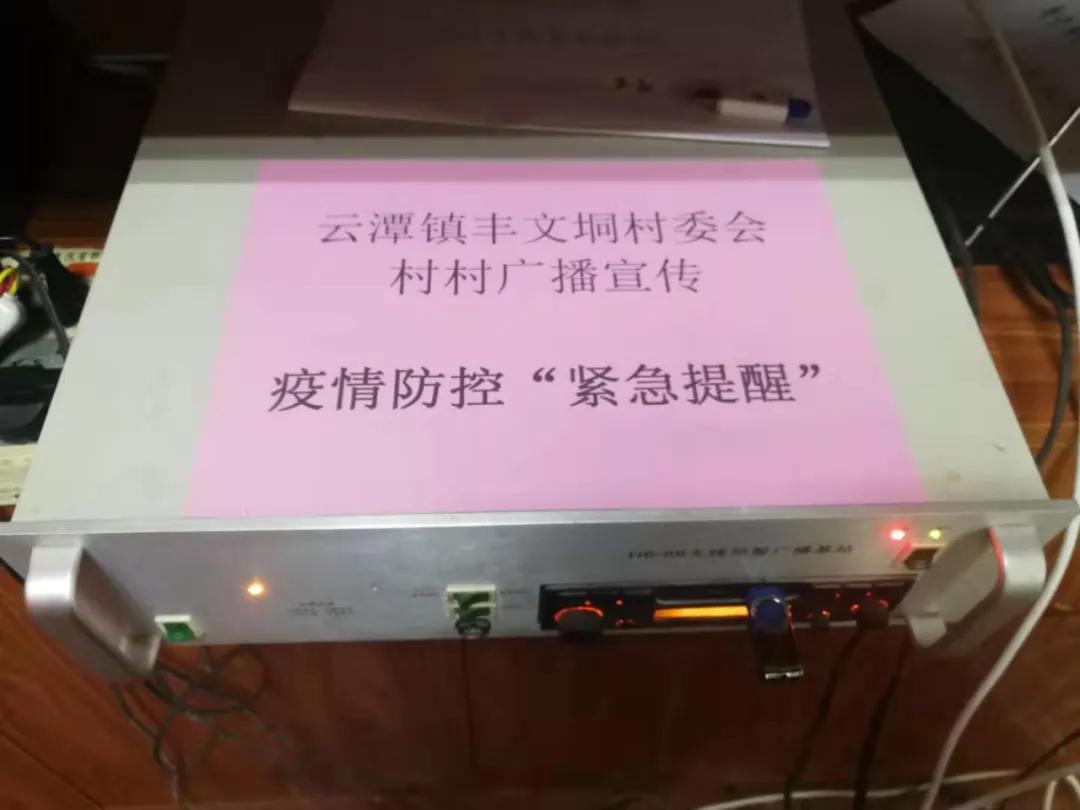 云潭镇丰文垌村委会
村村广播宣传
疫情防控“紧急提醒”